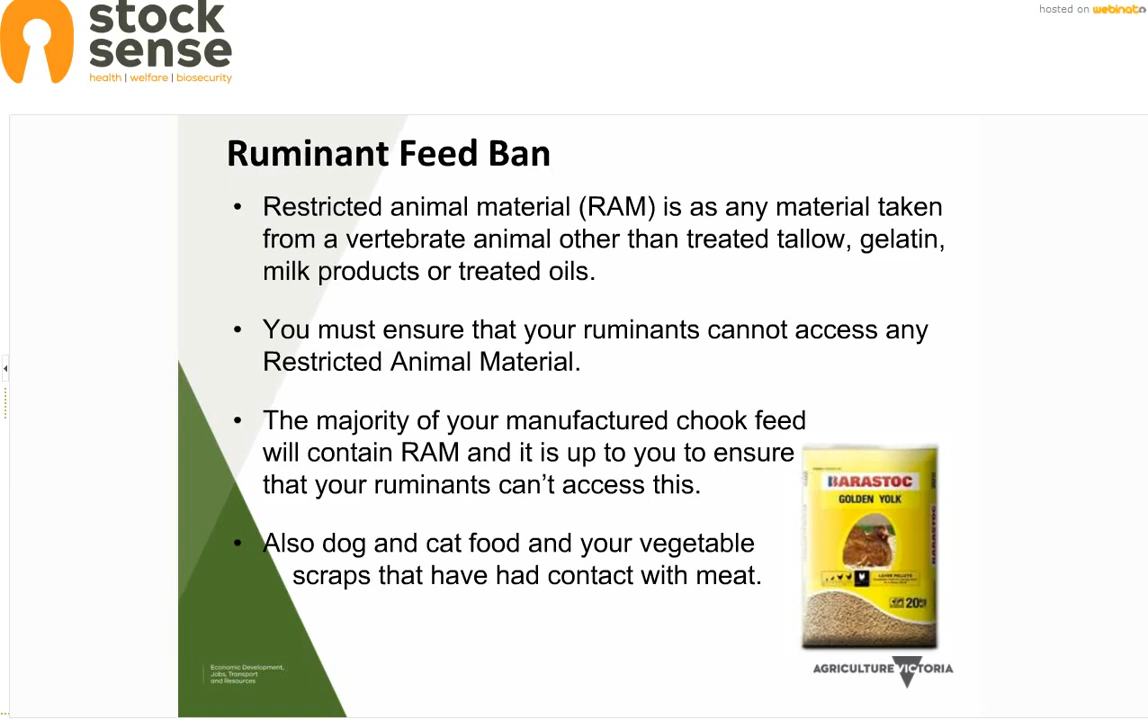 hosted on webinato
stock
sense
health | welfare | biosecurity
Ruminant Feed Ban
• Restricted animal material (RAM) is as any material taken
from a vertebrate animal other than treated tallow, gelatin,
milk products or treated oils.
• You must ensure that your ruminants cannot access any
Restricted Animal Material.
• The majority of your manufactured chook feed
will contain RAM and it is up to you to ensure
that your ruminants can’t access this.
• Also dog and cat food and your vegetable
scraps that have had contact with meat.
BARASTOC
GOLDEN YOLK
BARASTOC
LAYER PELLETS
20kg
Economic Development,
Jobs, Transport
and Resources
AGRICULTURE VICTORIA